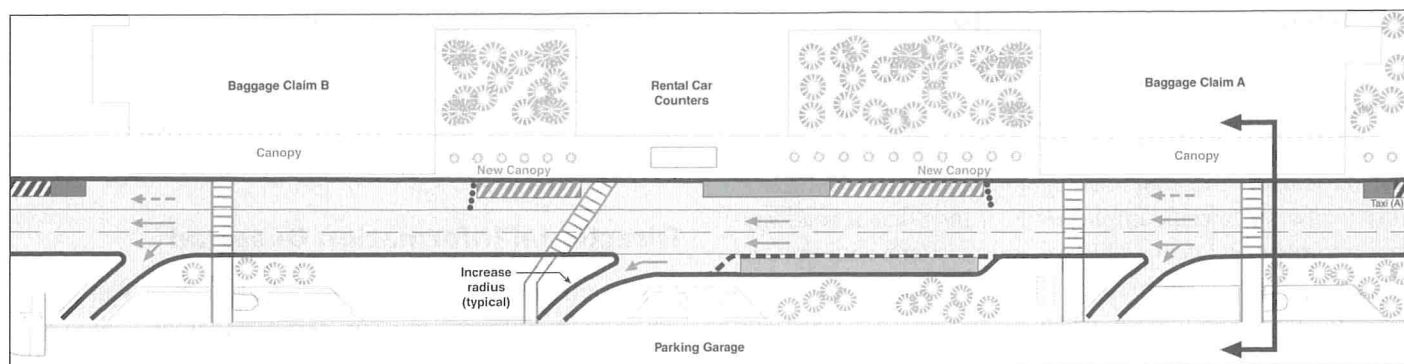 Baggage Claim B
Rental Car
Counters
Baggage Claim A
Canopy
New Canopy
New Canopy
Canopy
Taxi (A)
Increase
radius
(typical)
Parking Garage